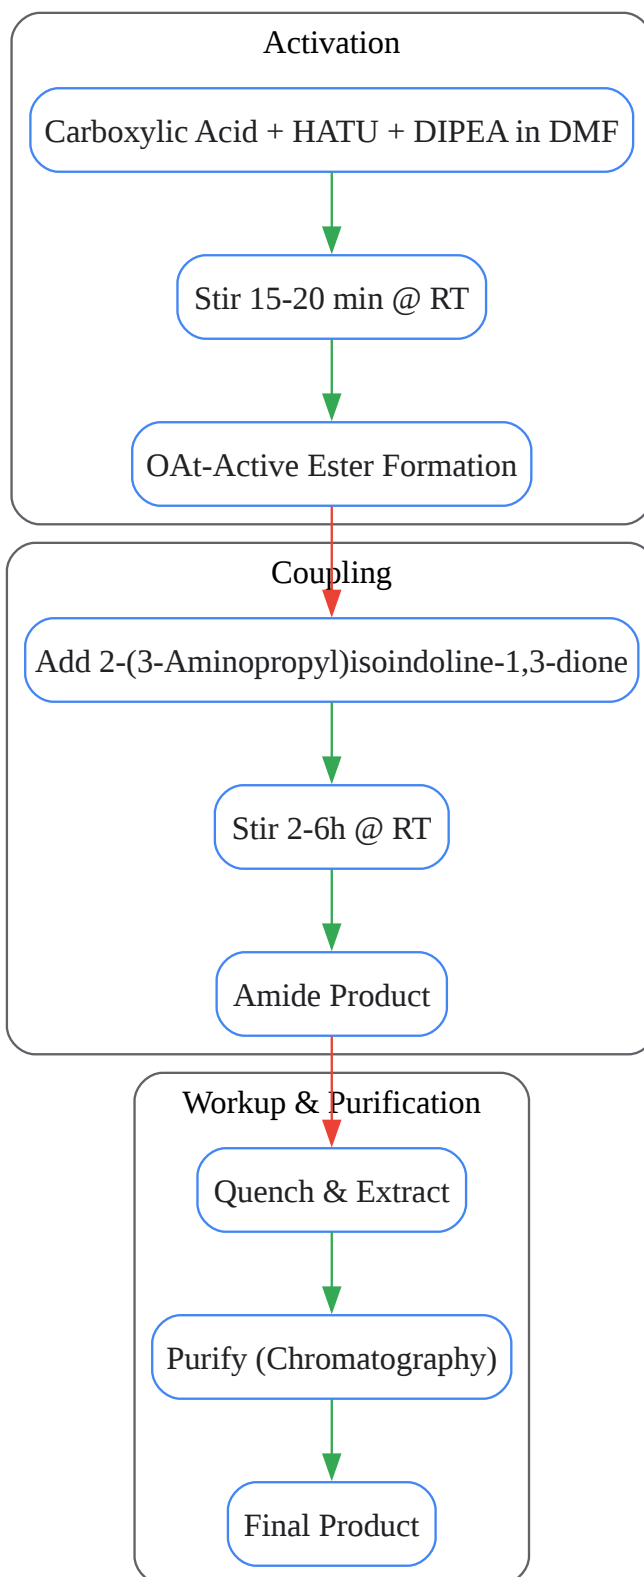 Activation
Carboxylic Acid + HATU + DIPEA in DMF
Stir 15-20 min @ RT
OAt-Active Ester Formation
Coupling
Add 2-(3-Aminopropyl)isoindoline-1,3-dione
Stir 2-6h @ RT
Amide Product
Workup & Purification
Quench & Extract
Purify (Chromatography)
Final Product